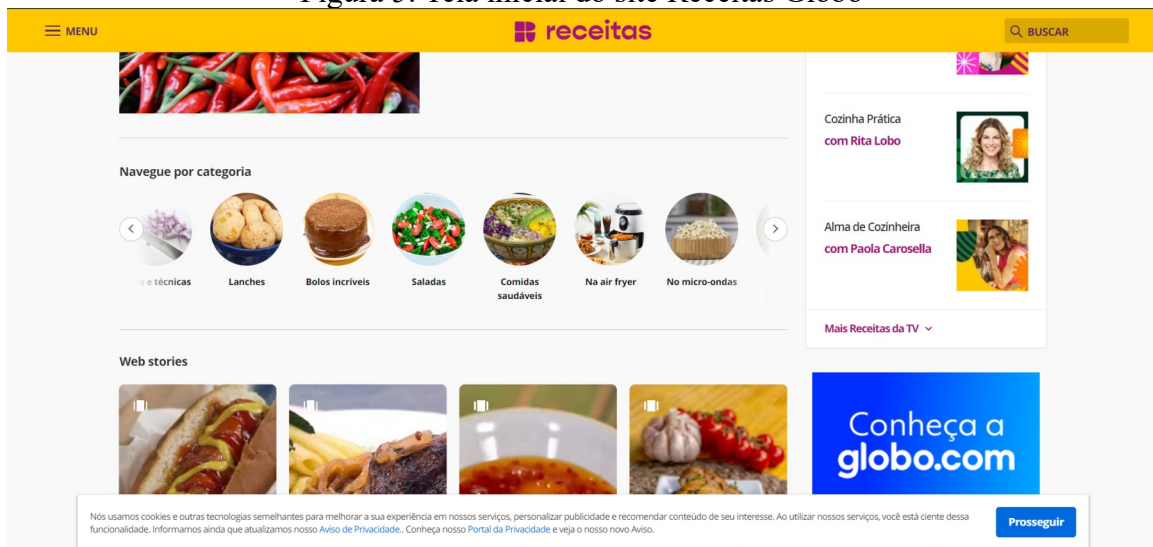 Figura 3: Tela inicial do site Receitas Globo
MENU
receitas
BUSCAR
Cozinha Prática
com Rita Lobo
Navegue por categoria
Alma de Cozinheira
com Paola Carosella
e técnicas
Lanches
Bolos incríveis
Saladas
Comidas
saudáveis
Na air fryer
No micro-ondas
Mais Receitas da TV
Web stories
Conheça a
globo.com
Nós usamos cookies e outras tecnologias semelhantes para melhorar a sua experiência em nossos serviços, personalizar publicidade e recomendar conteúdo de seu interesse. Ao utilizar nossos serviços, você está ciente dessa
funcionalidade. Informamos ainda que atualizamos nosso Aviso de Privacidade.. Conheça nosso Portal da Privacidade e veja o nosso novo Aviso.
Prosseguir